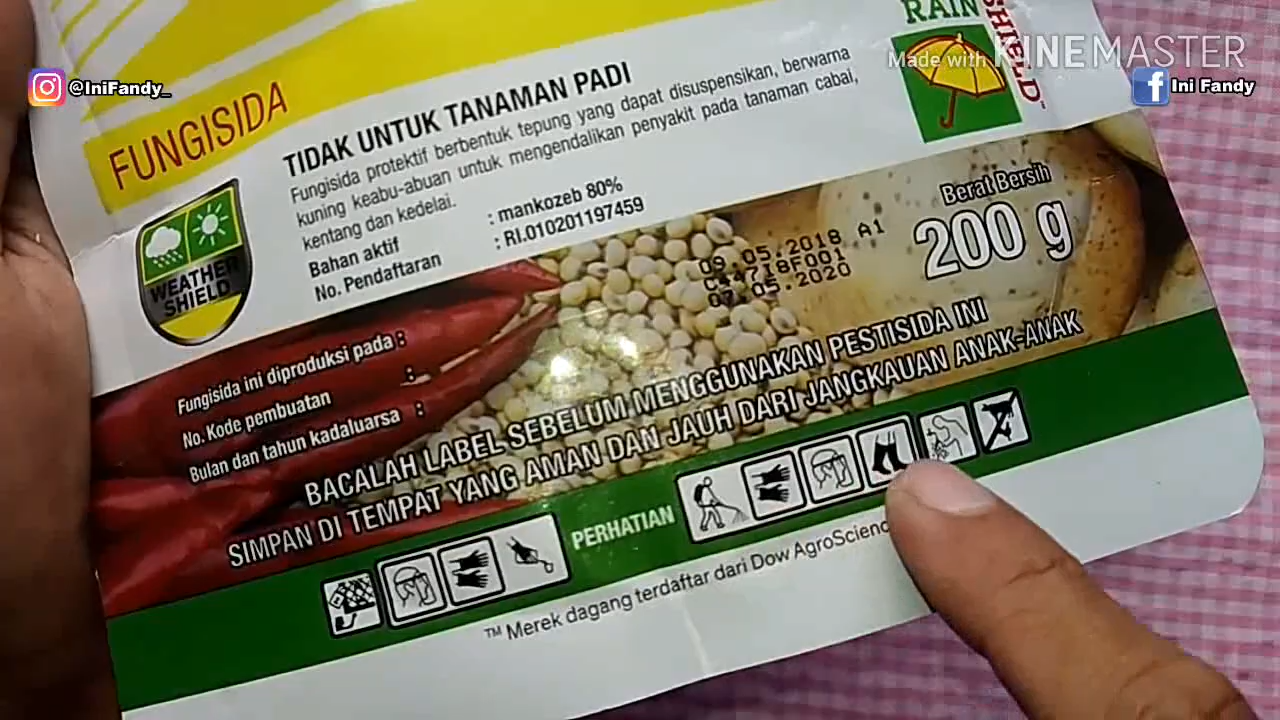 RAIN
SHIELD™
Made with KINEMASTER
@IniFandy_
Ini Fandy
FUNGISIDA
TIDAK UNTUK TANAMAN PADI
Fungisida protektif berbentuk tepung yang dapat disuspensikan, berwarna
kuning keabu-abuan untuk mengendalikan penyakit pada tanaman cabai,
kentang dan kedelai.
Bahan aktif : mankozeb 80%
No. Pendaftaran : RI.010201197459
WEATHER
SHIELD
Berat Bersih
200 g
09.05.2018 A1
C44718F001
07.05.2020
Fungisida ini diproduksi pada :
No. Kode pembuatan :
Bulan dan tahun kadaluarsa :
BACALAH LABEL SEBELUM MENGGUNAKAN PESTISIDA INI
SIMPAN DI TEMPAT YANG AMAN DAN JAUH DARI JANGKAUAN ANAK-ANAK
PERHATIAN
™ Merek dagang terdaftar dari Dow AgroScienc